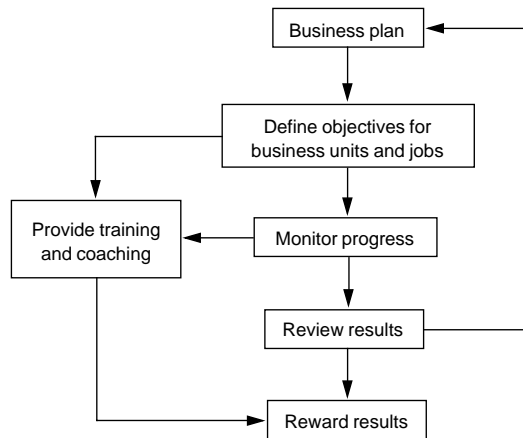 Business plan
Define objectives for
business units and jobs
Provide training
and coaching
Monitor progress
Review results
Reward results